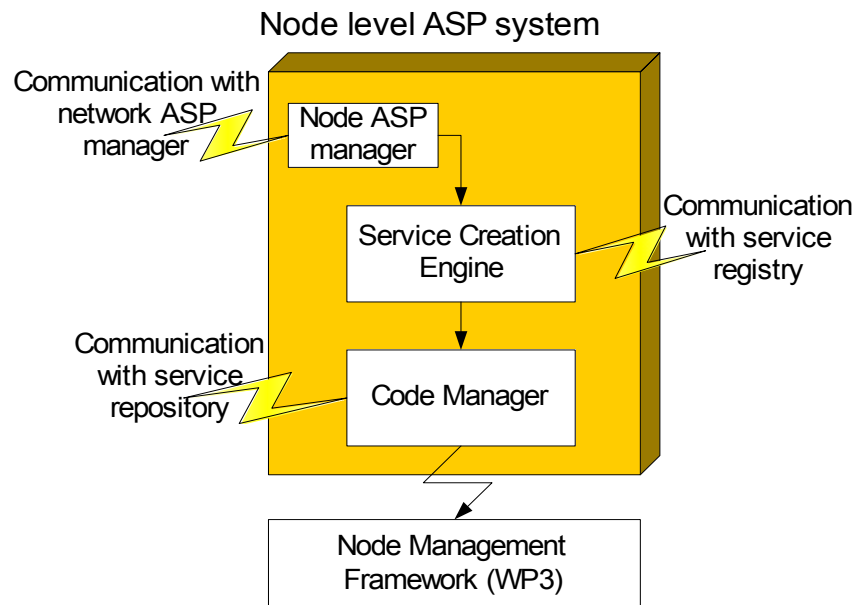 Node level ASP system
Communication with
network ASP
manager
Node ASP
manager
Service Creation
Engine
Communication
with service
registry
Communication
with service
repository
Code Manager
Node Management
Framework (WP3)